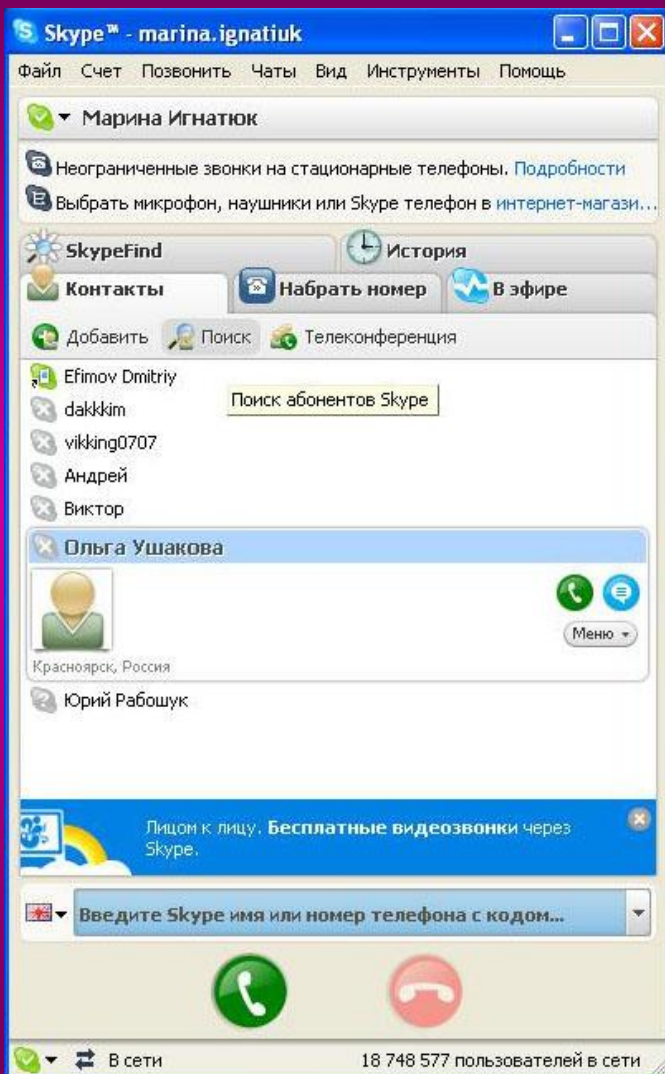 Skype™ - marina.ignatiuk
Файл Счет Позвонить Чаты Вид Инструменты Помощь
Марина Игнатюк
Неограниченные звонки на стационарные телефоны. Подробности
Выбрать микрофон, наушники или Skype телефон в интернет-магази...
SkypeFind История
Контакты Набрать номер В эфире
Добавить Поиск Телеконференция
Efimov Dmitriy
Поиск абонентов Skype
dakkkim
vikking0707
Андрей
Виктор
Ольга Ушакова
Меню
Красноярск, Россия
Юрий Рабошук
Лицом к лицу. Бесплатные видеозвонки через
Skype.
Введите Skype имя или номер телефона с кодом...
В сети 18 748 577 пользователей в сети